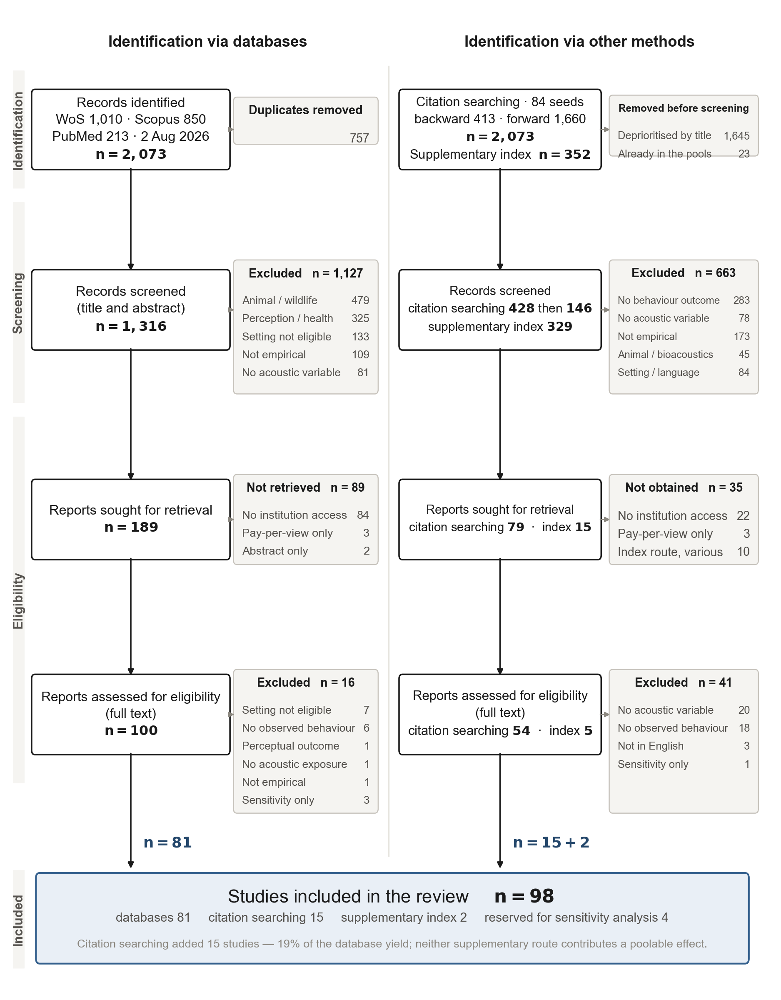 Identification via databases
Identification via other methods
Identification
Records identified
WoS 1,010 · Scopus 850
PubMed 213 · 2 Aug 2026
n = 2, 073
Duplicates removed
757
Citation searching · 84 seeds
backward 413 · forward 1,660
n = 2, 073
Supplementary index n = 352
Removed before screening
Deprioritised by title 1,645
Already in the pools 23
Screening
Records screened
(title and abstract)
n = 1, 316
Excluded n = 1,127
Animal / wildlife 479
Perception / health 325
Setting not eligible 133
Not empirical 109
No acoustic variable 81
Records screened
citation searching 428 then 146
supplementary index 329
Excluded n = 663
No behaviour outcome 283
No acoustic variable 78
Not empirical 173
Animal / bioacoustics 45
Setting / language 84
Eligibility
Reports sought for retrieval
n = 189
Not retrieved n = 89
No institution access 84
Pay-per-view only 3
Abstract only 2
Reports sought for retrieval
citation searching 79 · index 15
Not obtained n = 35
No institution access 22
Pay-per-view only 3
Index route, various 10
Reports assessed for eligibility
(full text)
n = 100
Excluded n = 16
Setting not eligible 7
No observed behaviour 6
Perceptual outcome 1
No acoustic exposure 1
Not empirical 1
Sensitivity only 3
Reports assessed for eligibility
(full text)
citation searching 54 · index 5
Excluded n = 41
No acoustic variable 20
No observed behaviour 18
Not in English 3
Sensitivity only 1
n = 81
n = 15 + 2
Included
Studies included in the review n = 98
databases 81 citation searching 15 supplementary index 2 reserved for sensitivity analysis 4
Citation searching added 15 studies — 19% of the database yield; neither supplementary route contributes a poolable effect.